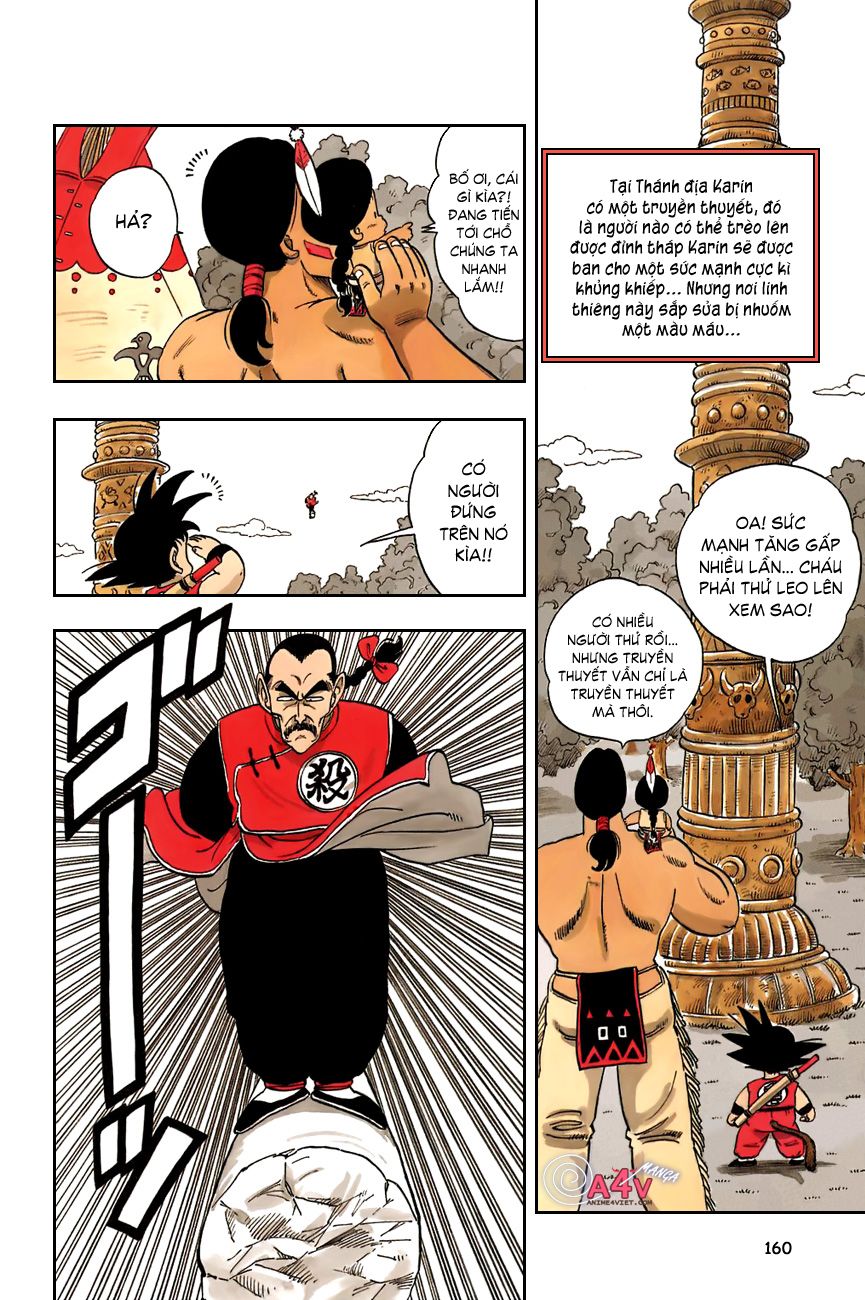 Tại Thánh địa Karin
có một truyền thuyết, đó
là người nào có thể trèo lên
được đỉnh tháp Karin sẽ được
ban cho một sức mạnh cực kì
khủng khiếp... Nhưng nơi linh
thiêng này sắp sửa bị nhuốm
một màu máu...
OA! SỨC
MẠNH TĂNG GẤP
NHIỀU LẦN... CHÁU
PHẢI THỬ LEO LÊN
XEM SAO!
CÓ NHIỀU
NGƯỜI THỬ RỒI...
NHƯNG TRUYỀN
THUYẾT VẪN CHỈ LÀ
TRUYỀN THUYẾT
MÀ THÔI.
BỐ ƠI, CÁI
GÌ KÌA?!
ĐANG TIẾN
TỚI CHỖ
CHÚNG TA
NHANH
LẮM!!
HẢ?
CÓ
NGƯỜI
ĐỨNG
TRÊN NÓ
KÌA!!
ゴーッ
殺
A4V
MANGA
ANIME4VIET.COM
160